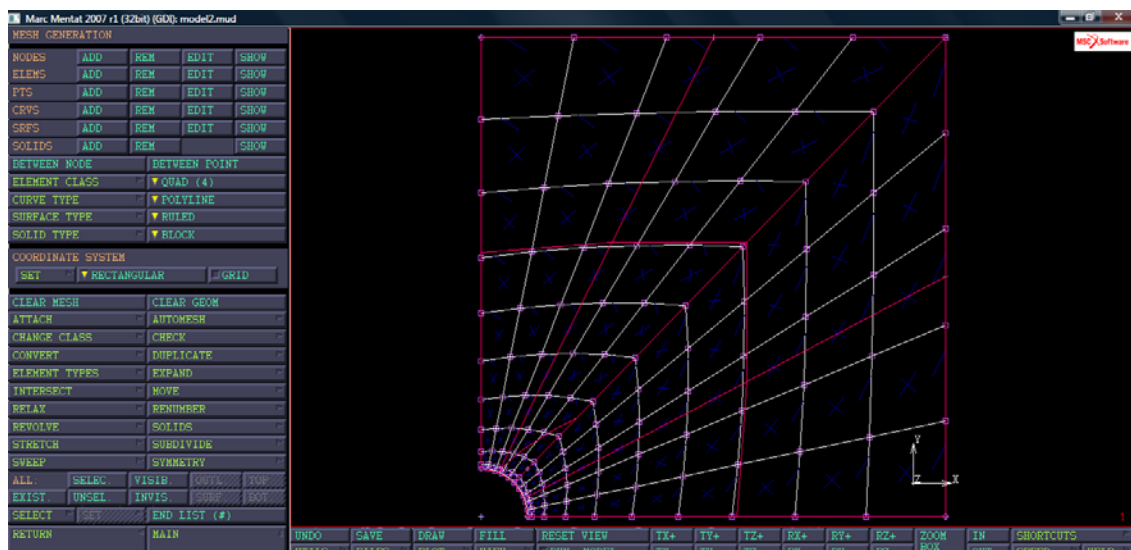 Marc Mentat 2007 r1 (32bit) (GDI): model2.mud
MESH GENERATION
MSC Software
NODES ADD REM EDIT SHOW
ELEMS ADD REM EDIT SHOW
PTS ADD REM EDIT SHOW
CRVS ADD REM EDIT SHOW
SRFS ADD REM EDIT SHOW
SOLIDS ADD REM SHOW
BETWEEN NODE BETWEEN POINT
ELEMENT CLASS QUAD (4)
CURVE TYPE POLYLINE
SURFACE TYPE RULED
SOLID TYPE BLOCK
COORDINATE SYSTEM
SET RECTANGULAR GRID
CLEAR MESH CLEAR GEOM
ATTACH AUTOMESH
CHANGE CLASS CHECK
CONVERT DUPLICATE
ELEMENT TYPES EXPAND
INTERSECT MOVE
RELAX RENUMBER
REVOLVE SOLIDS
STRETCH SUBDIVIDE
SWEEP SYMMETRY
ALL. SELEC. VISIB. OUTL TOP
EXIST. UNSEL. INVIS. SURF BOT
SELECT SET END LIST (#)
RETURN MAIN
Y
Z X
1
UNDO SAVE DRAW FILL RESET VIEW TX+ TY+ TZ+ RX+ RY+ RZ+ ZOOM BOX IN SHORTCUTS